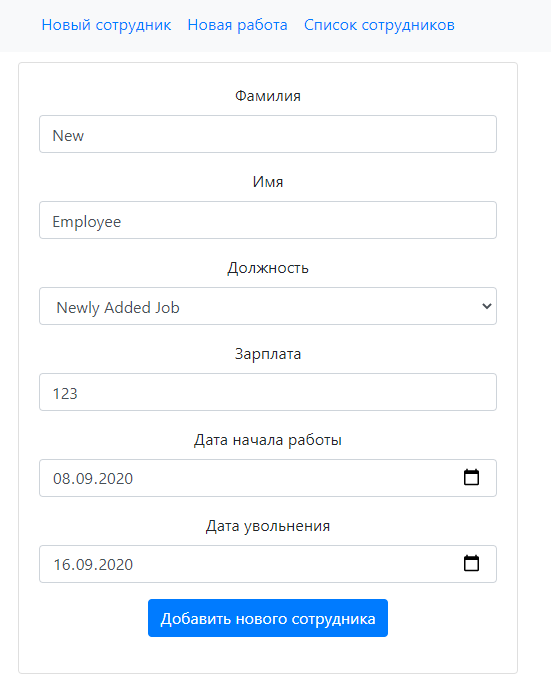 Новый сотрудник Новая работа Список сотрудников
Фамилия
New
Имя
Employee
Должность
Newly Added Job
Зарплата
123
Дата начала работы
08.09.2020
Дата увольнения
16.09.2020
Добавить нового сотрудника